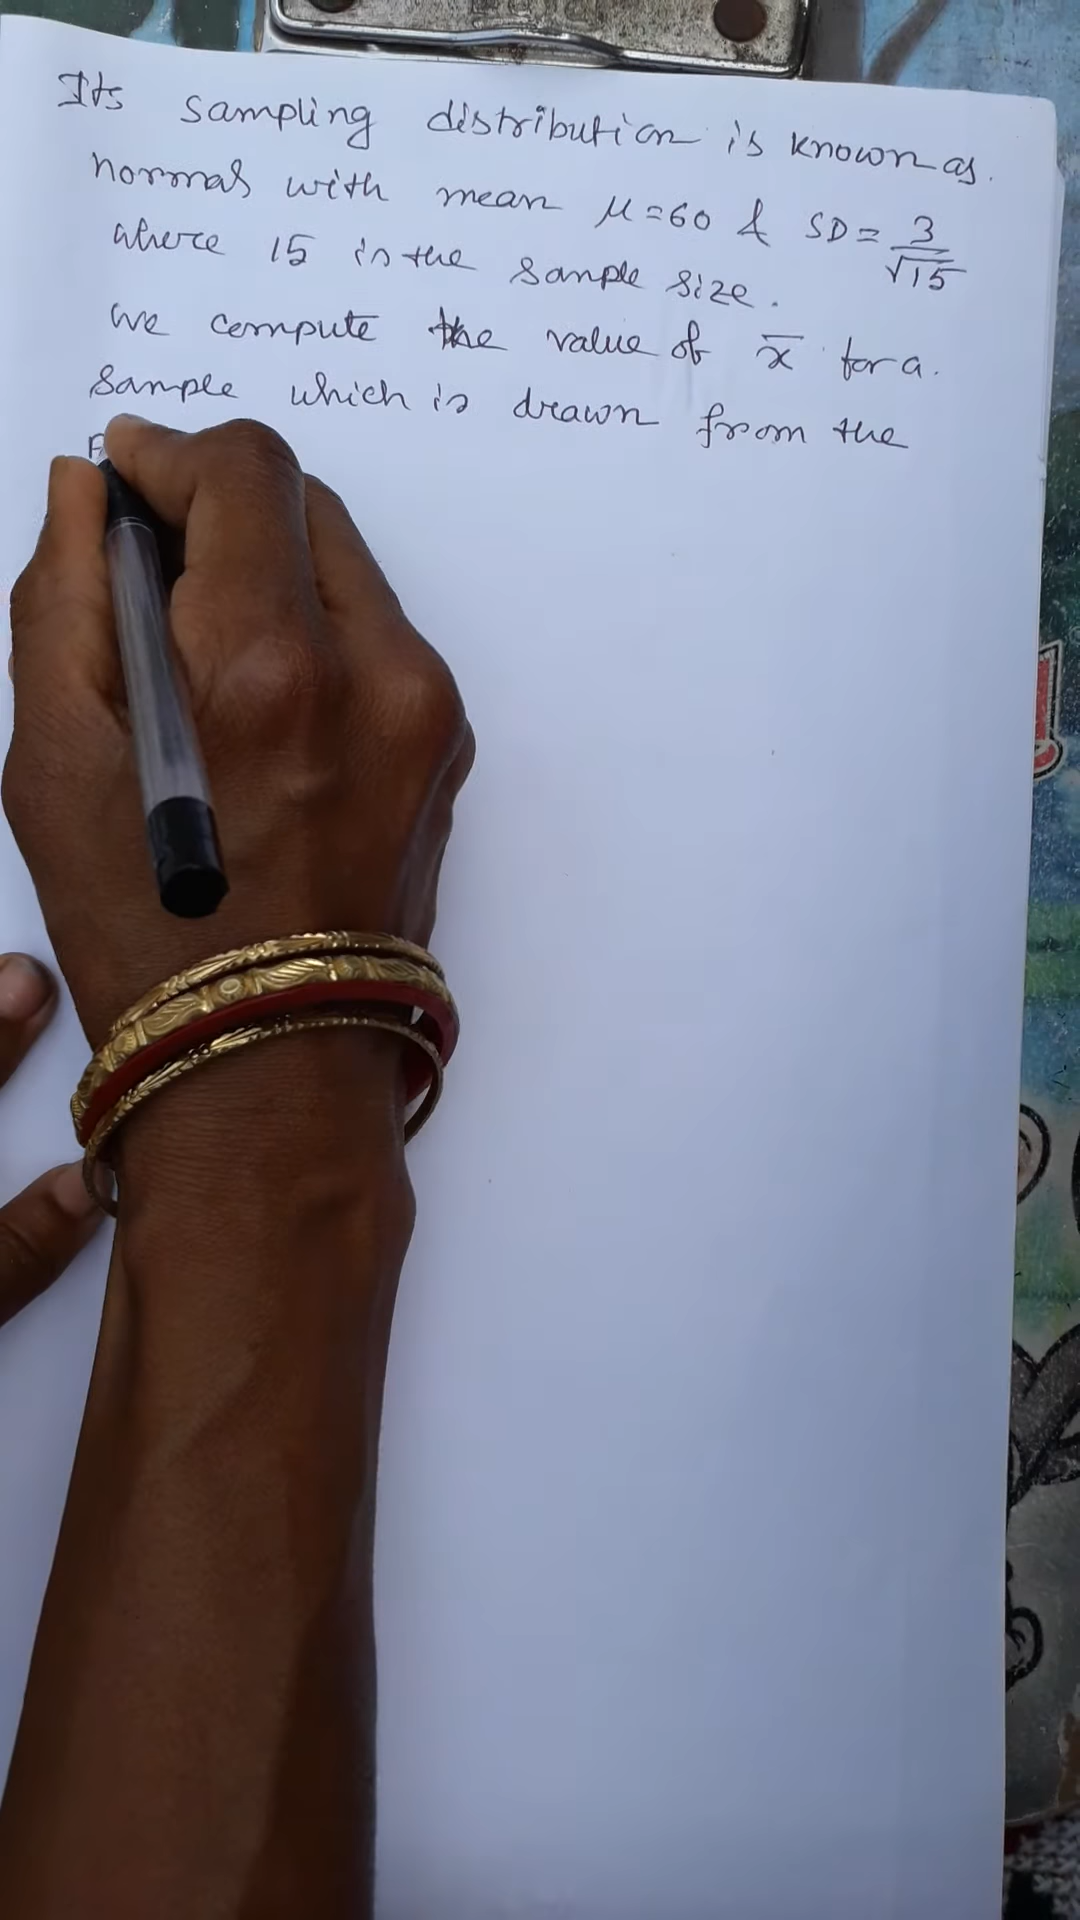 Its sampling distribution is known as.
normal with mean μ=60 & SD= 3/√15
where 15 is the sample size.
We compute the value of x̄ for a.
sample which is drawn from the
P